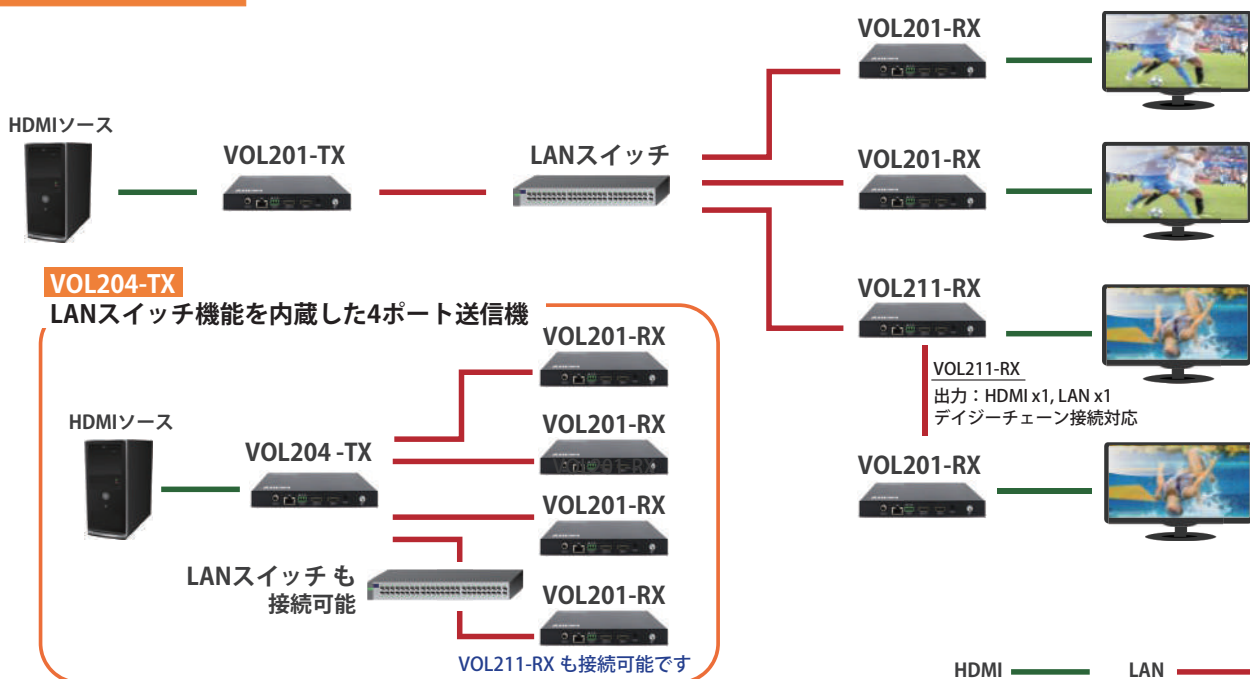 VOL201-RX
HDMIソース
VOL201-TX
LANスイッチ
VOL201-RX
VOL211-RX
VOL211-RX
出力：HDMI x1, LAN x1
デイジーチェーン接続対応
VOL201-RX
VOL204-TX
LANスイッチ機能を内蔵した4ポート送信機
VOL201-RX
HDMIソース
VOL204 -TX
VOL201-RX
VOL201-RX
VOL201-RX
LANスイッチ も
接続可能
VOL201-RX
VOL211-RX も接続可能です
HDMI
LAN